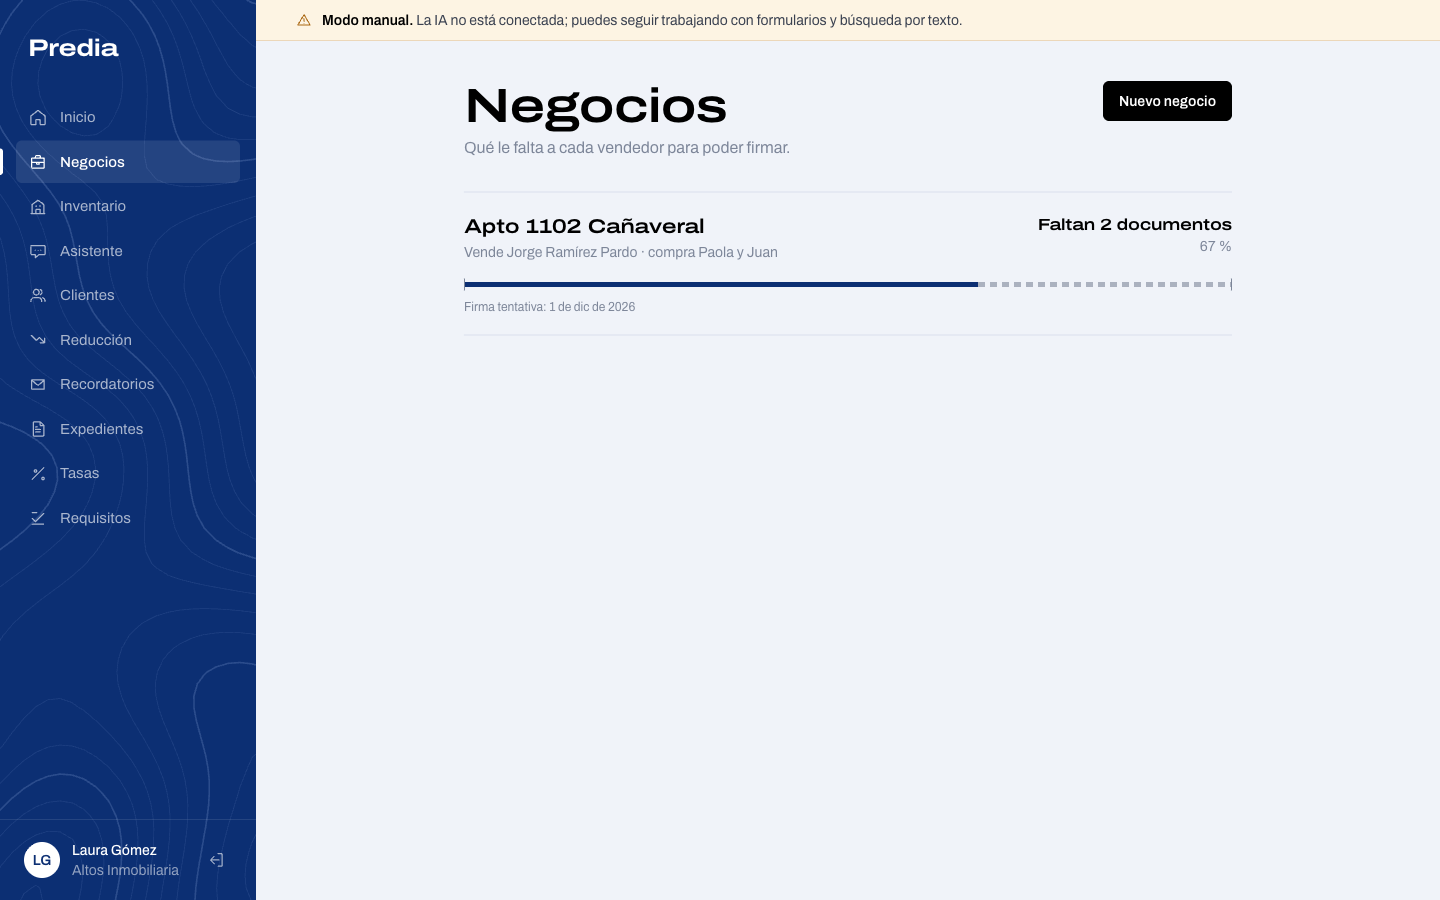 Modo manual. La IA no está conectada; puedes seguir trabajando con formularios y búsqueda por texto.
Predia
Inicio
Negocios
Inventario
Asistente
Clientes
Reducción
Recordatorios
Expedientes
Tasas
Requisitos
LG
Laura Gómez
Altos Inmobiliaria
Negocios
Nuevo negocio
Qué le falta a cada vendedor para poder firmar.
Apto 1102 Cañaveral
Faltan 2 documentos
Vende Jorge Ramírez Pardo · compra Paola y Juan
67 %
Firma tentativa: 1 de dic de 2026